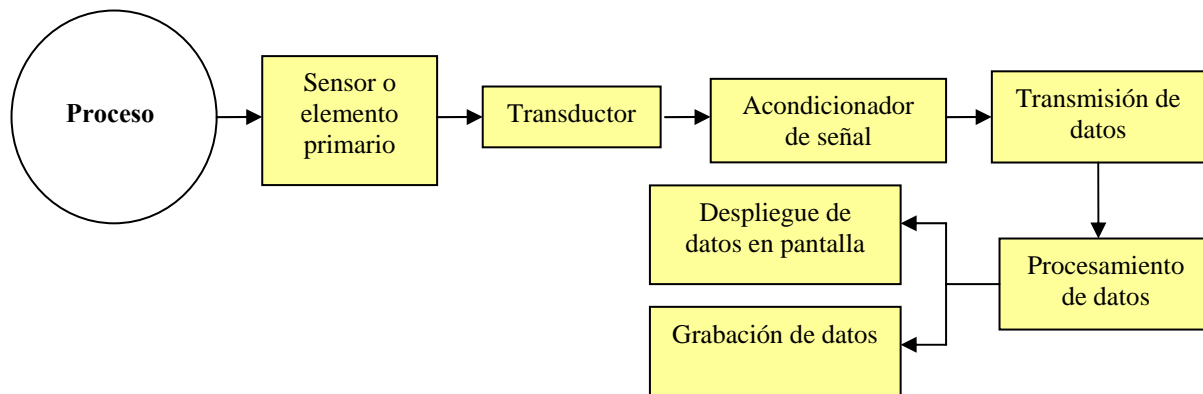 Proceso
Sensor o
elemento
primario
Transductor
Acondicionador
de señal
Transmisión de
datos
Procesamiento
de datos
Despliegue de
datos en pantalla
Grabación de datos